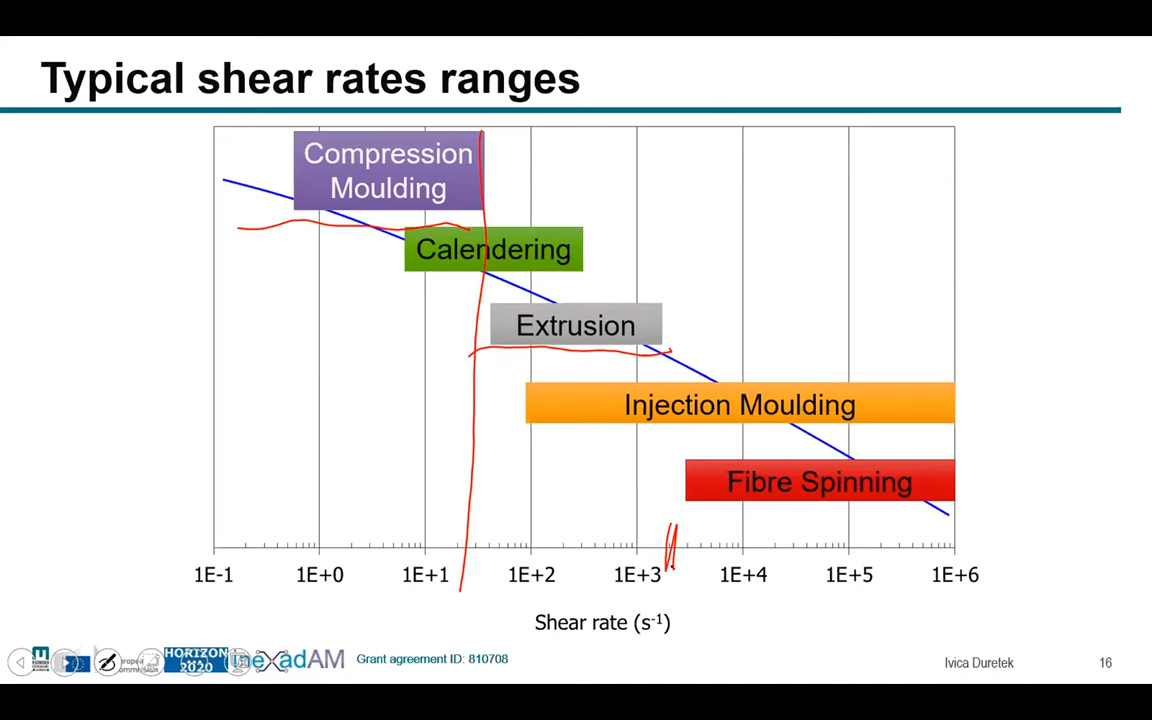 Typical shear rates ranges
Compression
Moulding
Calendering
Extrusion
Injection Moulding
Fibre Spinning
1E-1 1E+0 1E+1 1E+2 1E+3 1E+4 1E+5 1E+6
Shear rate (s⁻¹)
HORIZON
2020
exadAM
Grant agreement ID: 810708
Ivica Duretek
16